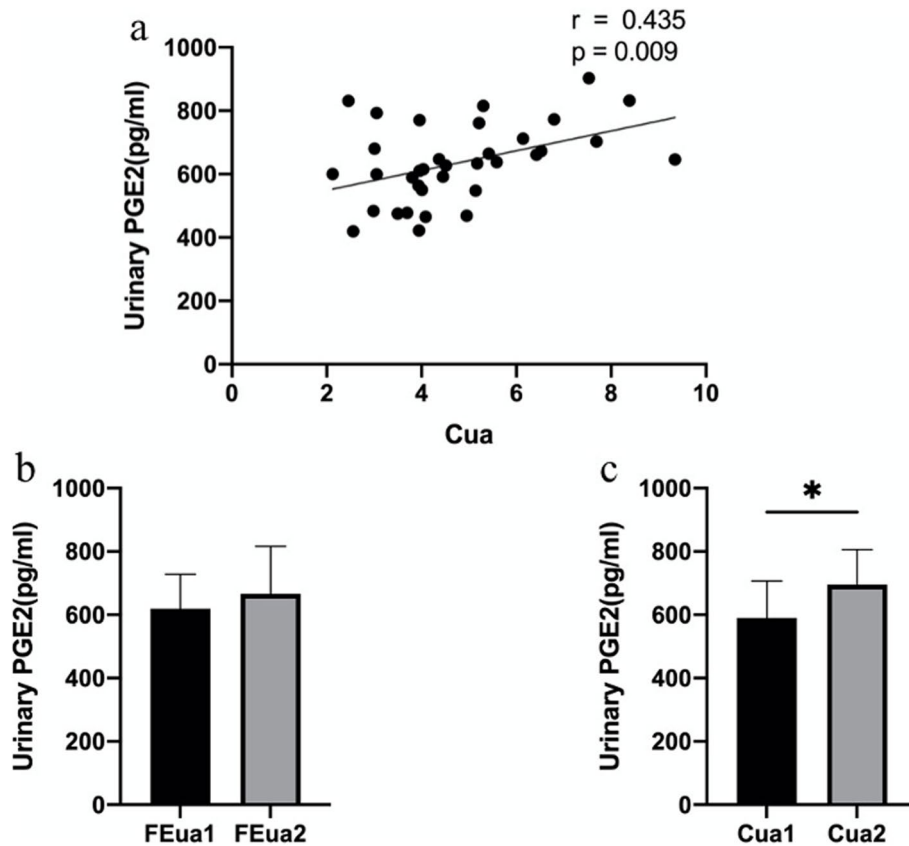 a
r = 0.435
p = 0.009
Urinary PGE2(pg/ml)
1000
800
600
400
200
0
0 2 4 6 8 10
Cua
b
Urinary PGE2(pg/ml)
1000
800
600
400
200
0
FEua1 FEua2
c
Urinary PGE2(pg/ml)
1000
800
600
400
200
0
*
Cua1 Cua2